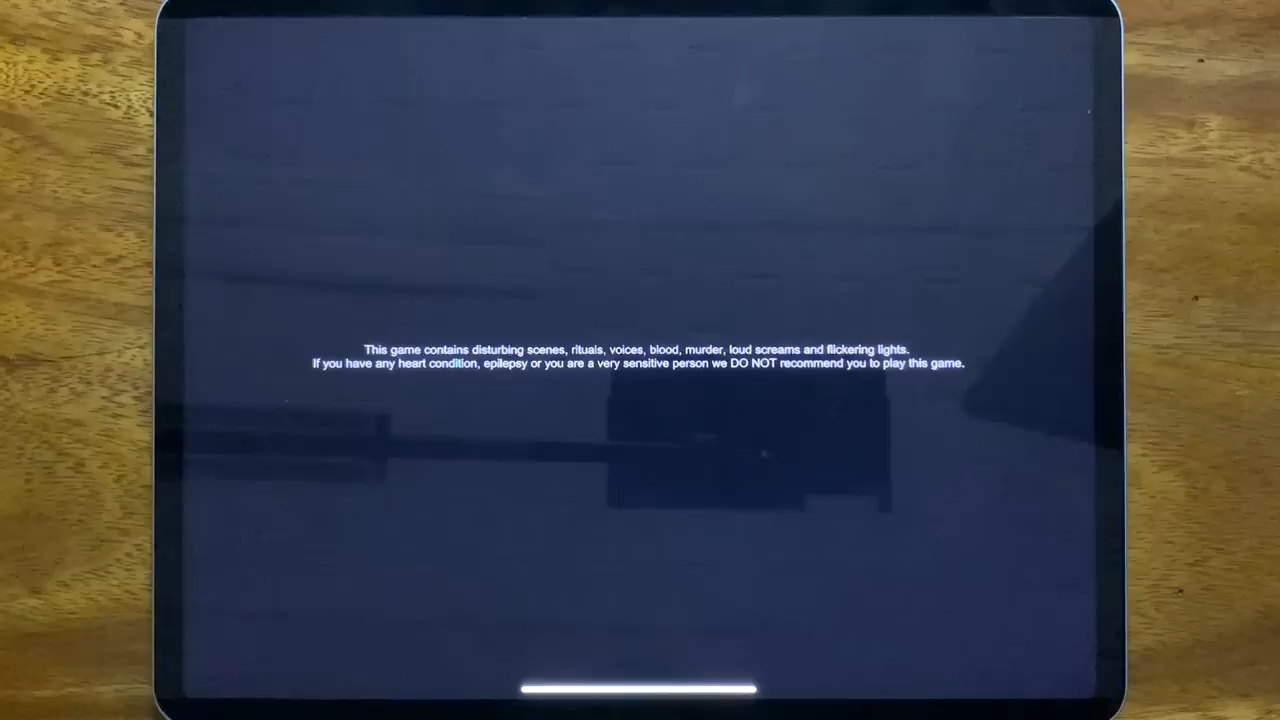 This game contains disturbing scenes, rituals, voices, blood, murder, loud screams and flickering lights.
If you have any heart condition, epilepsy or you are a very sensitive person we DO NOT recommend you to play this game.